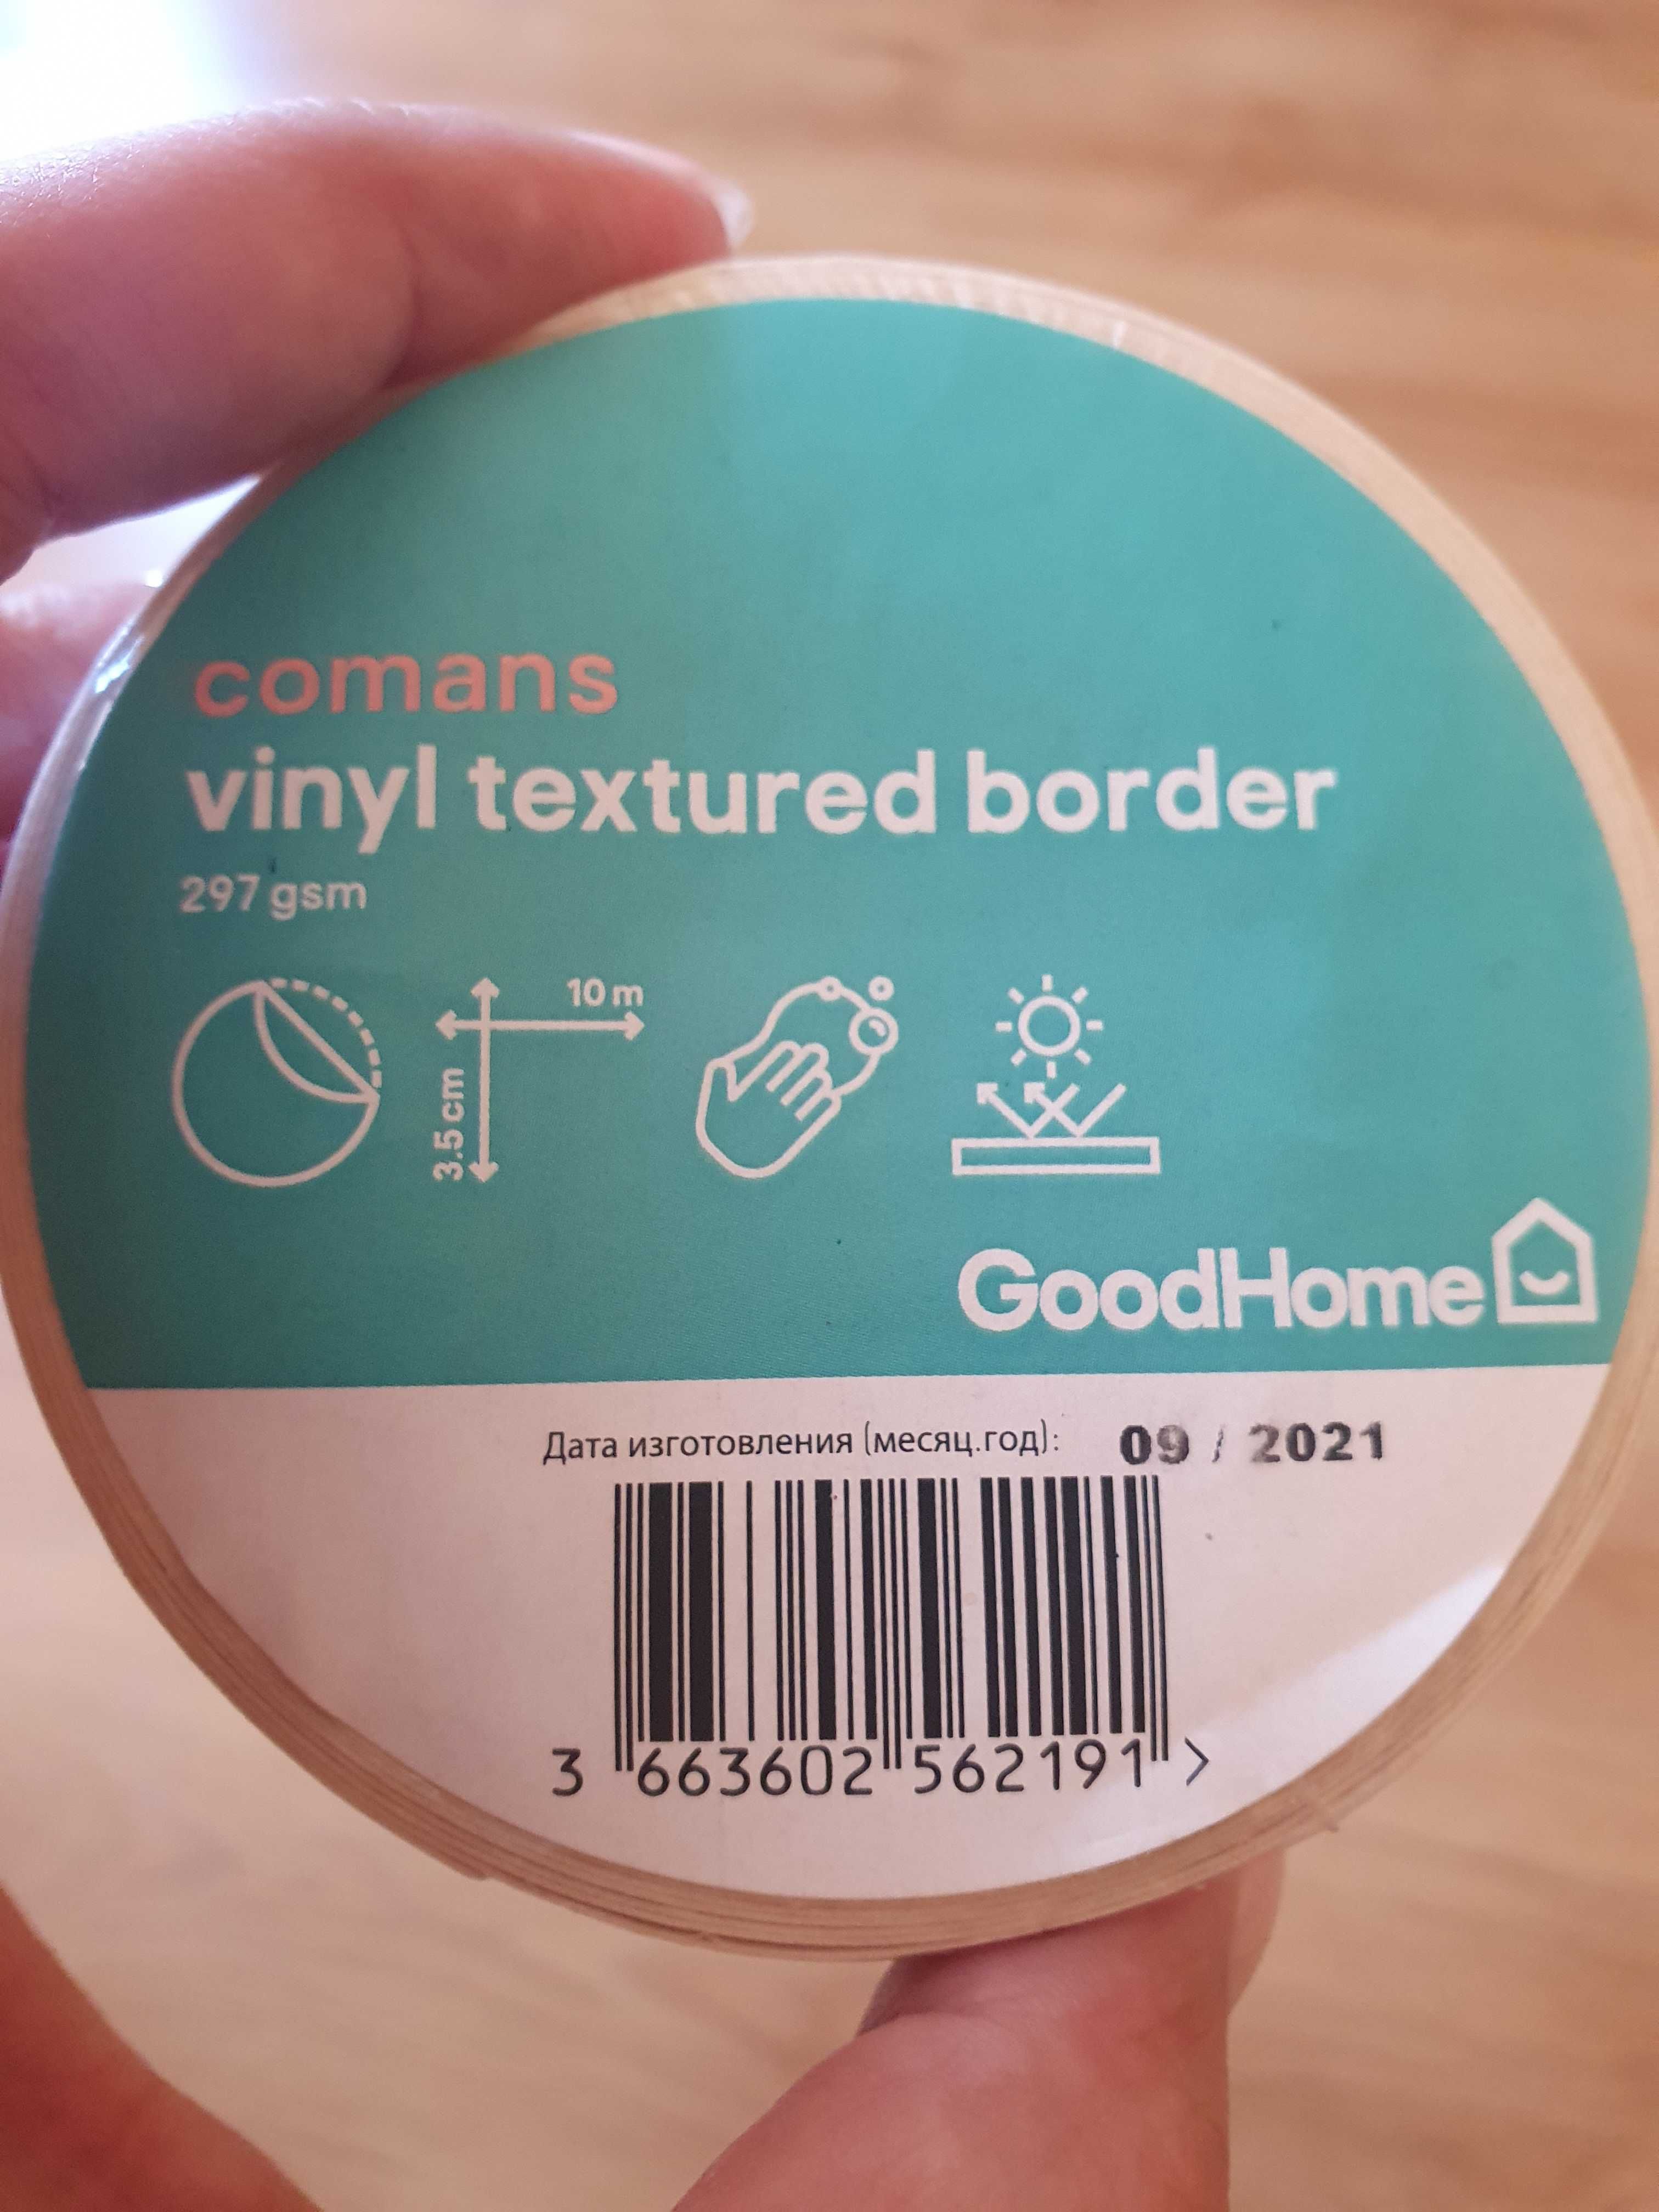 comans
vinyl textured border
297 gsm
10 m
3.5 cm
GoodHome
Дата изготовления (месяц.год): 09 / 2021
3 663602 562191 >